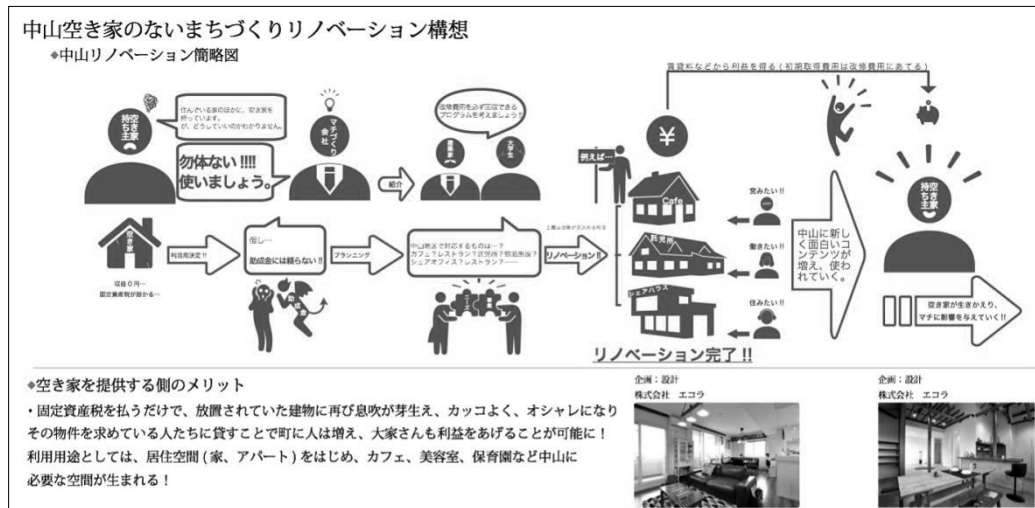 中山空き家のないまちづくりリノベーション構想
◆中山リノベーション簡略図
賃貸料などから利益を得る(初期取得費用は改修費用にあてる)
空き家
持ち主
住んでいる家のほかに、空き家を
持っています。
が、どうしていいのかわかりません。
勿体ない!!!!
使いましょう。
マチづくり
会社
紹介
改修費用を必ず回収できる
プログラムを考えましょう!!
建築家
大学生
例えば…
¥
Cafe
営みたい!!
託児所
働きたい!!
シェアハウス
住みたい!!
リノベーション完了!!
空き家
収益0円…
固定資産税が掛かる…
利活用決定!!
但し…
助成金には頼らない!!
助成金
プランニング
中山地区で対応するものは…?
カフェ?レストラン?託児所?
シェアオフィス?レストラン?……
ニーズ
リノベーション!!
中山に新し
く面白いコ
ンテンツが
増え、使わ
れていく。
空き家
持ち主
空き家が生きかえり、
マチに影響を与えていく!!
◆空き家を提供する側のメリット
・固定資産税を払うだけで、放置されていた建物に再び息吹が芽生え、カッコよく、オシャレになり
その物件を求めている人たちに貸すことで町に人は増え、大家さんも利益をあげることが可能に!
利用用途としては、居住空間(家、アパート)をはじめ、カフェ、美容室、保育園など中山に
必要な空間が生まれる!
企画:設計
株式会社 エコラ
企画:設計
株式会社 エコラ